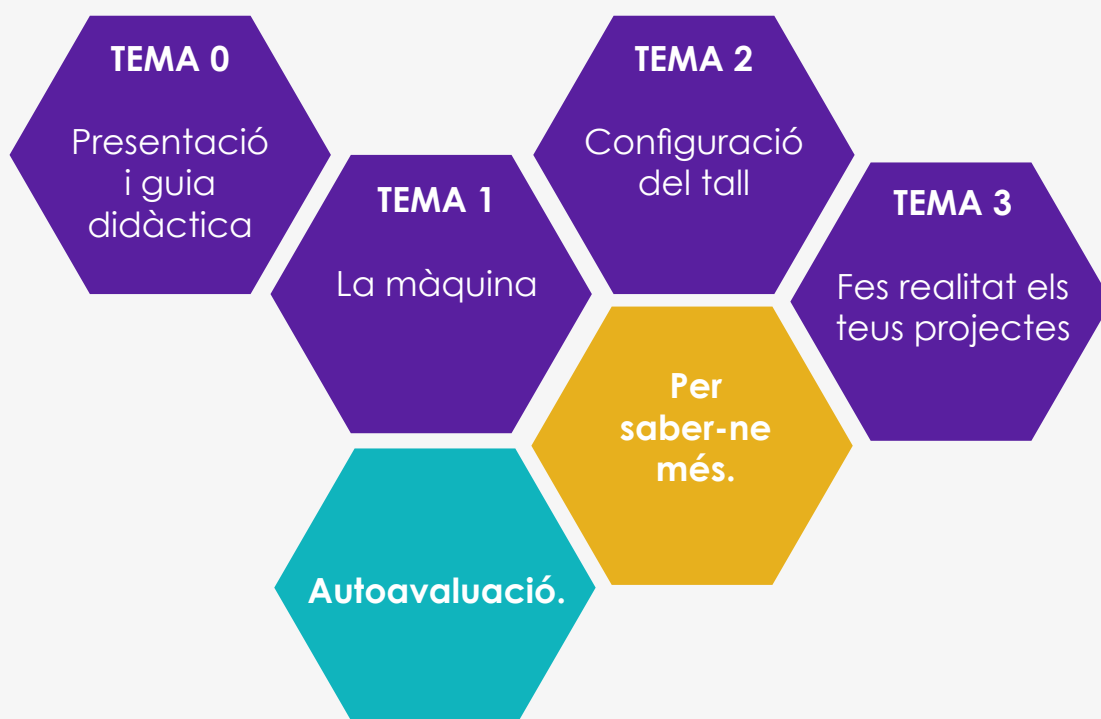 TEMA 0
Presentació
i guia
didàctica
TEMA 1
La màquina
TEMA 2
Configuració
del tall
TEMA 3
Fes realitat els
teus projectes
Per
saber-ne
més.
Autoavaluació.